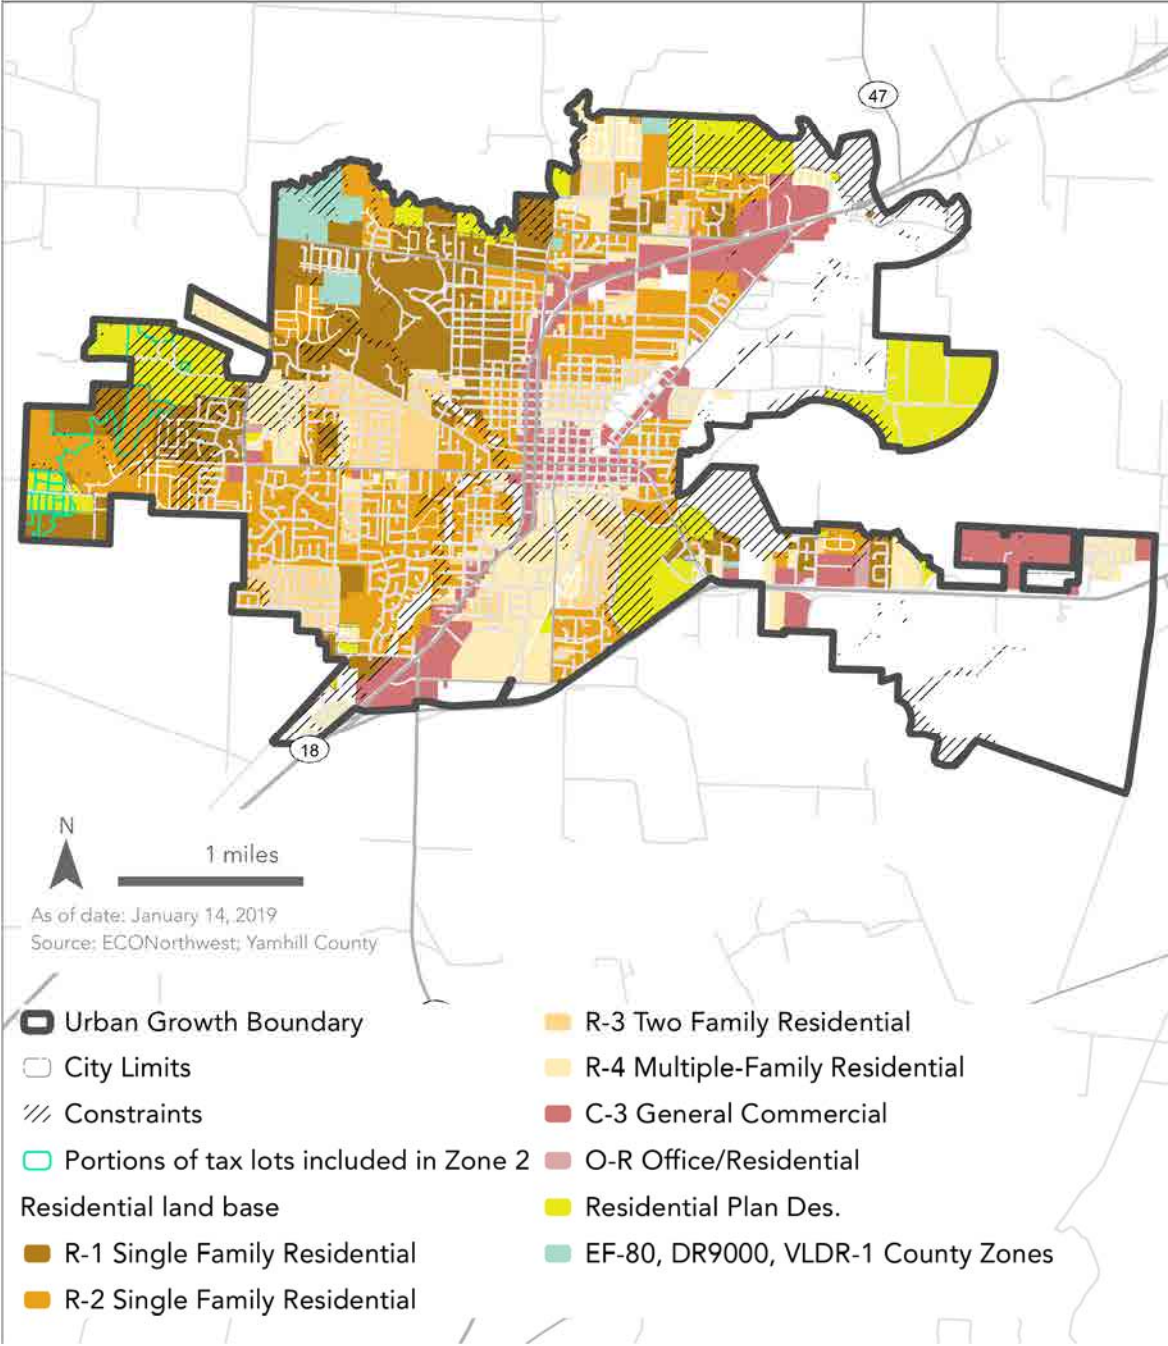 47
18
N
1 miles
As of date: January 14, 2019
Source: ECONorthwest; Yamhill County
Urban Growth Boundary
City Limits
Constraints
Portions of tax lots included in Zone 2
Residential land base
R-1 Single Family Residential
R-2 Single Family Residential
R-3 Two Family Residential
R-4 Multiple-Family Residential
C-3 General Commercial
O-R Office/Residential
Residential Plan Des.
EF-80, DR9000, VLDR-1 County Zones